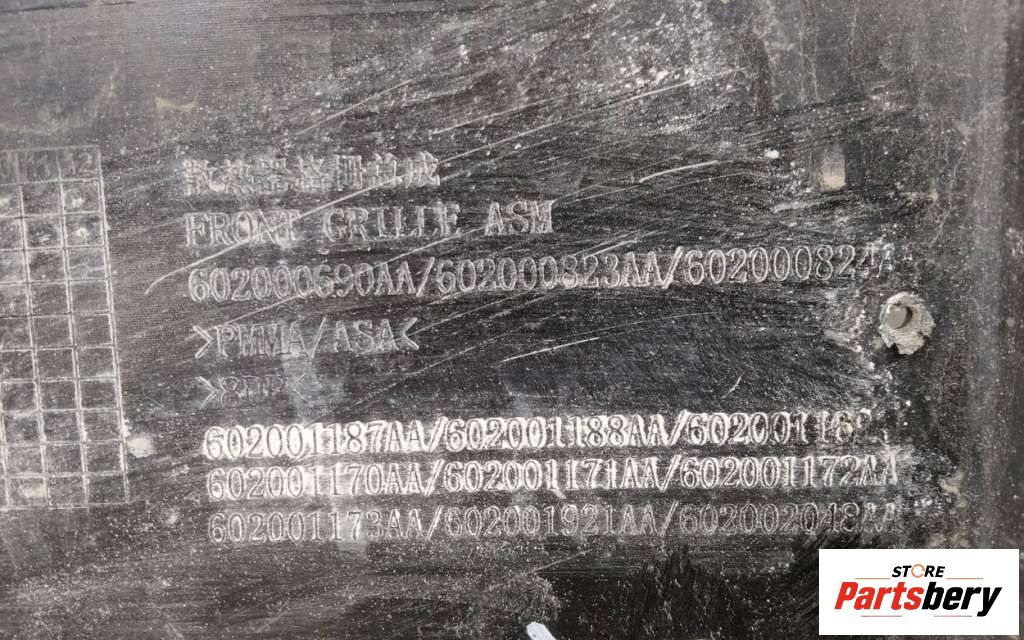 散热器格栅总成
FRONT GRILLE ASM
602000690AA/602000823AA/602000824A
>PMMA/ASA<
602001187AA/602001188AA/602001169
602001170AA/602001171AA/602001172AA
602001173AA/602001921AA/602002048AA
STORE
Partsbery